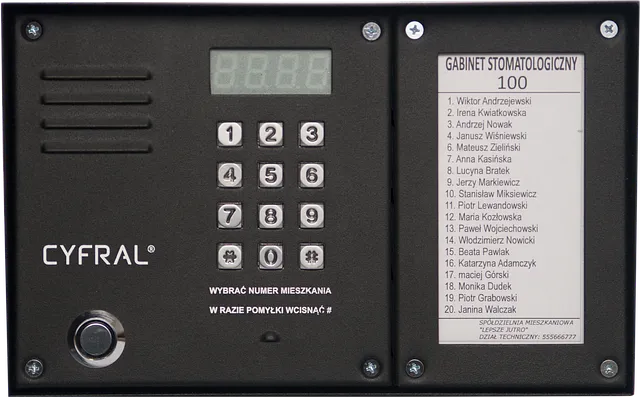 8888
1 2 3
4 5 6
7 8 9
* 0 #
CYFRAL®
WYBRAĆ NUMER MIESZKANIA
W RAZIE POMYŁKI WCISNĄĆ #
GABINET STOMATOLOGICZNY
100
1. Wiktor Andrzejewski
2. Irena Kwiatkowska
3. Andrzej Nowak
4. Janusz Wiśniewski
6. Mateusz Zieliński
7. Anna Kasińska
8. Lucyna Bratek
9. Jerzy Markiewicz
10. Stanisław Miksiewicz
11. Piotr Lewandowski
12. Maria Kozłowska
13. Paweł Wojciechowski
14. Włodzimierz Nowicki
15. Beata Pawlak
16. Katarzyna Adamczyk
17. maciej Górski
18. Monika Dudek
19. Piotr Grabowski
20. Janina Walczak
SPÓŁDZIELNIA MIESZKANIOWA
"LEPSZE JUTRO"
DZIAŁ TECHNICZNY: 555666777